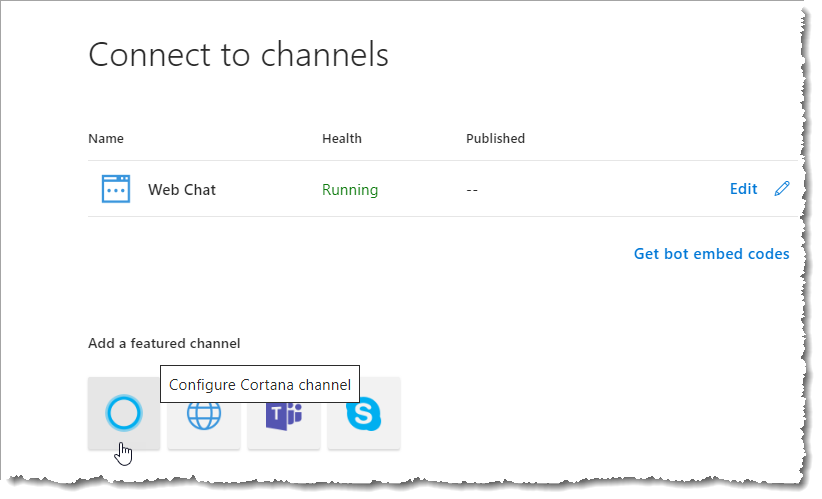 Connect to channels
Name Health Published
Web Chat Running -- Edit
Get bot embed codes
Add a featured channel
Configure Cortana channel
T
S